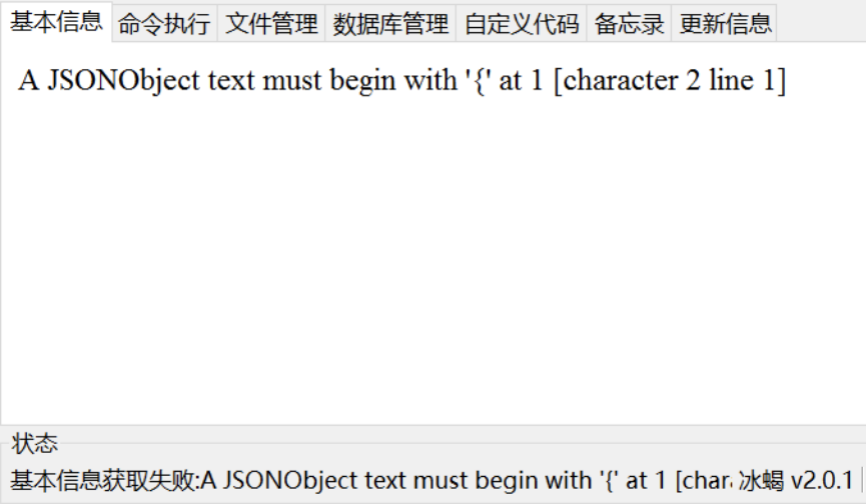 基本信息 命令执行 文件管理 数据库管理 自定义代码 备忘录 更新信息
A JSONObject text must begin with '{' at 1 [character 2 line 1]
状态
基本信息获取失败:A JSONObject text must begin with '{' at 1 [char. 冰蝎 v2.0.1